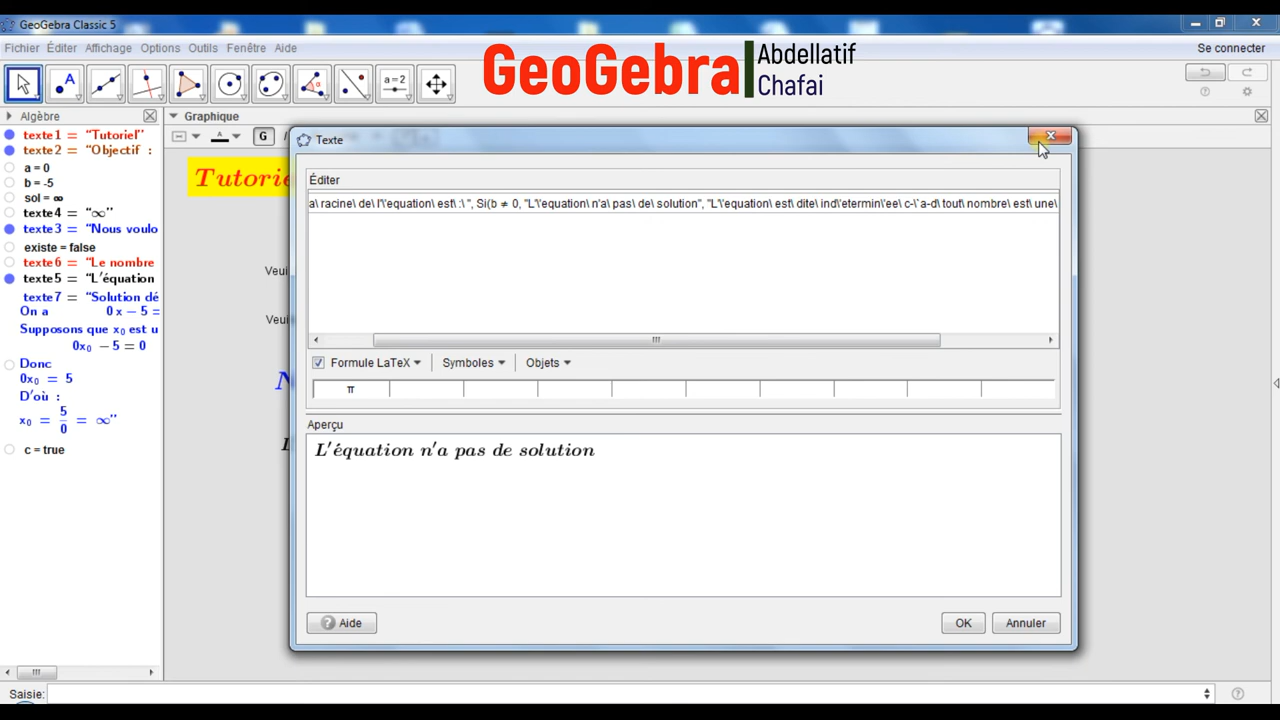 GeoGebra Classic 5
Fichier Éditer Affichage Options Outils Fenêtre Aide
Se connecter
GeoGebra
Abdellatif
Chafai
A
a=2
Algèbre
Graphique
texte1 = "Tutoriel"
texte2 = "Objectif :
a = 0
b = -5
sol = ∞
texte4 = "∞"
texte3 = "Nous voulo
existe = false
texte6 = "Le nombre
texte5 = "L'équation
texte7 = "Solution dé
On a 0 x − 5 =
Supposons que x₀ est u
0x₀ − 5 = 0
Donc
0x₀ = 5
D'où :
x₀ = 5/0 = ∞"
c = true
G
Tutorie
Veui
Veui
N
Texte
Éditer
a\ racine\ de\ l'\'equation\ est\ :\ ", Si(b ≠ 0, "L'\'equation\ n'a\ pas\ de\ solution", "L'\'equation\ est\ dite\ ind\'etermin\'ee\ c-\`a-d\ tout\ nombre\ est\ une\
Formule LaTeX Symboles Objets
π
Aperçu
L'équation n'a pas de solution
Aide
OK
Annuler
Saisie: